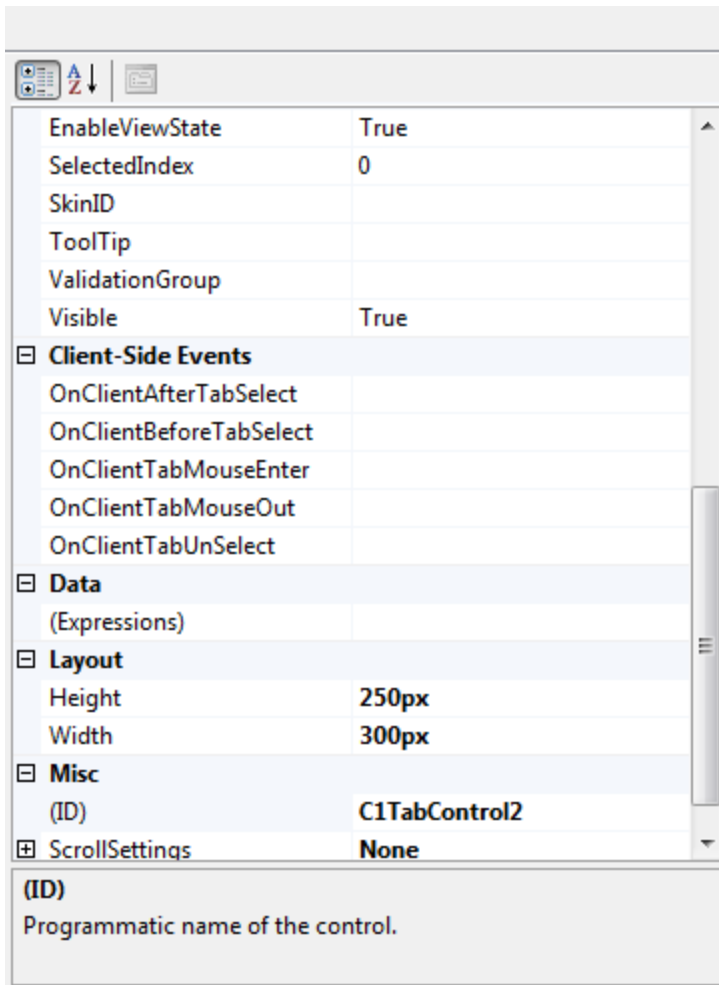 A
Z
EnableViewState True
SelectedIndex 0
SkinID
ToolTip
ValidationGroup
Visible True
Client-Side Events
OnClientAfterTabSelect
OnClientBeforeTabSelect
OnClientTabMouseEnter
OnClientTabMouseOut
OnClientTabUnSelect
Data
(Expressions)
Layout
Height 250px
Width 300px
Misc
(ID) C1TabControl2
ScrollSettings None
(ID)
Programmatic name of the control.